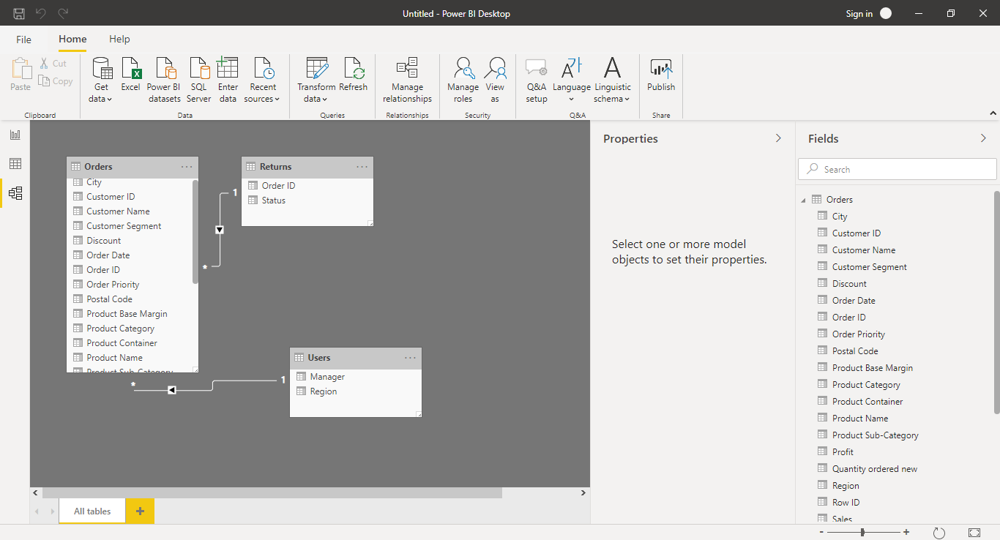 Untitled - Power BI Desktop
Sign in
File
Home
Help
Paste
Cut
Copy
Clipboard
Get data
Excel
Power BI datasets
SQL Server
Enter data
Recent sources
Data
Transform data
Refresh
Queries
Manage relationships
Relationships
Manage roles
View as
Security
Q&A setup
Language
Linguistic schema
Q&A
Publish
Share
Orders
City
Customer ID
Customer Name
Customer Segment
Discount
Order Date
Order ID
Order Priority
Postal Code
Product Base Margin
Product Category
Product Container
Product Name
Product Sub-Category
1
*
Returns
Order ID
Status
*
1
Users
Manager
Region
All tables
+
Properties
Select one or more model
objects to set their properties.
Fields
Search
Orders
City
Customer ID
Customer Name
Customer Segment
Discount
Order Date
Order ID
Order Priority
Postal Code
Product Base Margin
Product Category
Product Container
Product Name
Product Sub-Category
Profit
Quantity ordered new
Region
Row ID
Sales
- +